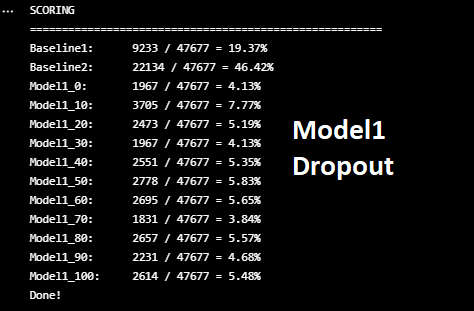 ... SCORING
======================================================
Baseline1: 9233 / 47677 = 19.37%
Baseline2: 22134 / 47677 = 46.42%
Model1_0: 1967 / 47677 = 4.13%
Model1_10: 3705 / 47677 = 7.77%
Model1_20: 2473 / 47677 = 5.19%
Model1_30: 1967 / 47677 = 4.13%
Model1_40: 2551 / 47677 = 5.35%
Model1_50: 2778 / 47677 = 5.83%
Model1_60: 2695 / 47677 = 5.65%
Model1_70: 1831 / 47677 = 3.84%
Model1_80: 2657 / 47677 = 5.57%
Model1_90: 2231 / 47677 = 4.68%
Model1_100: 2614 / 47677 = 5.48%
Done!
Model1
Dropout